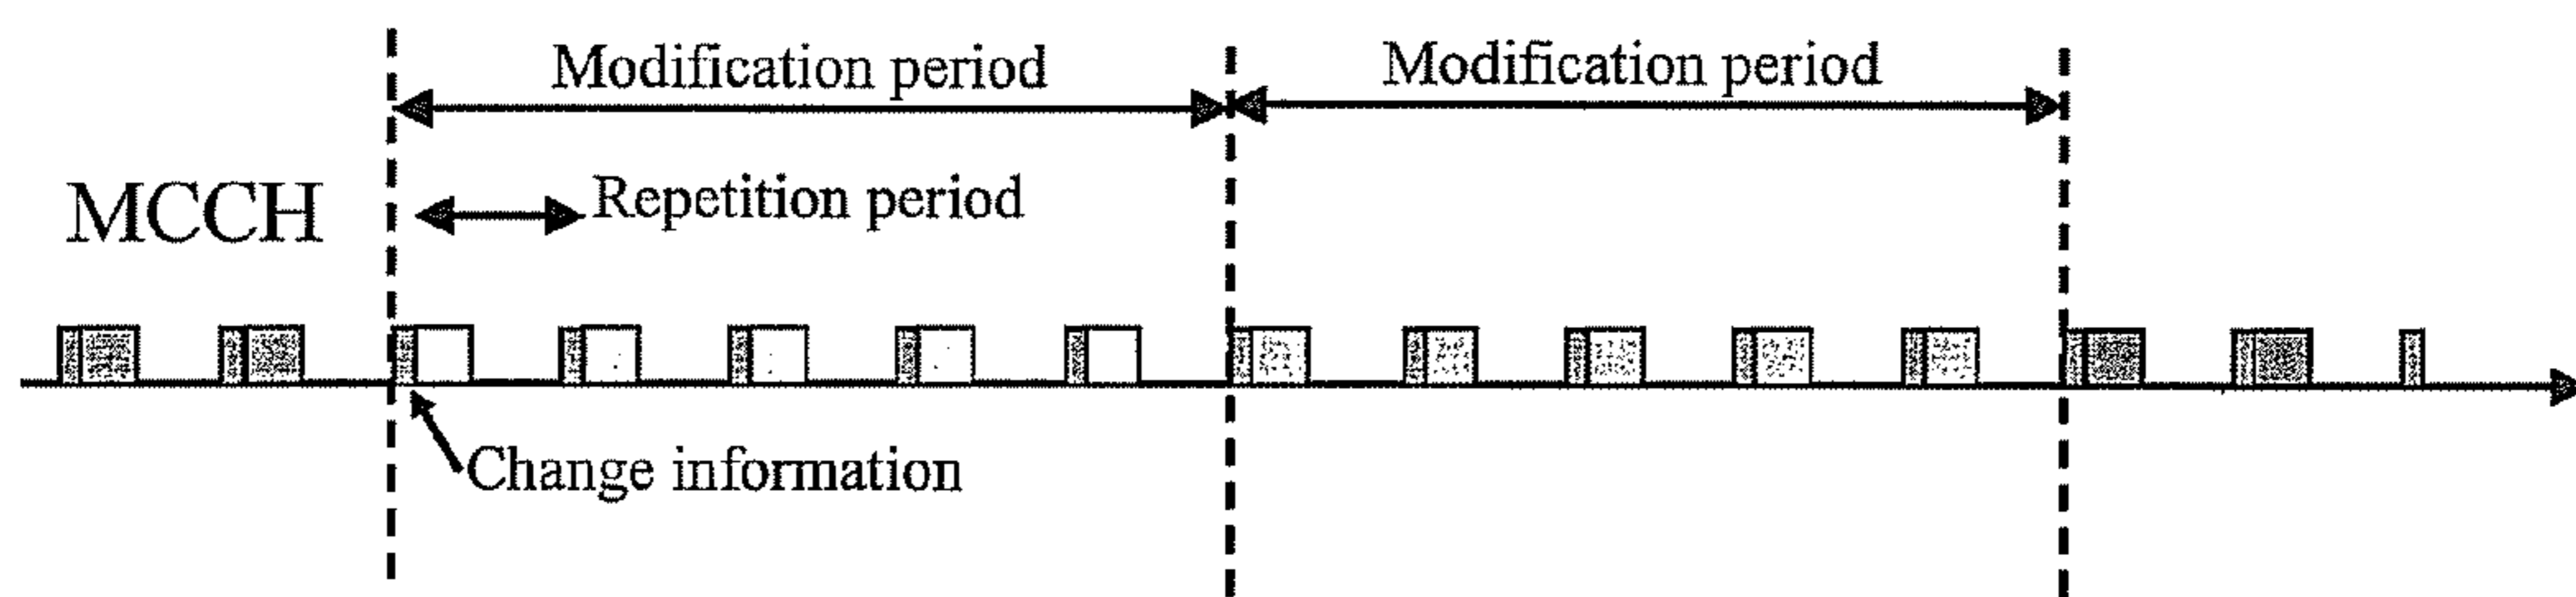 Modification period
Modification period
MCCH
Repetition period
Change information